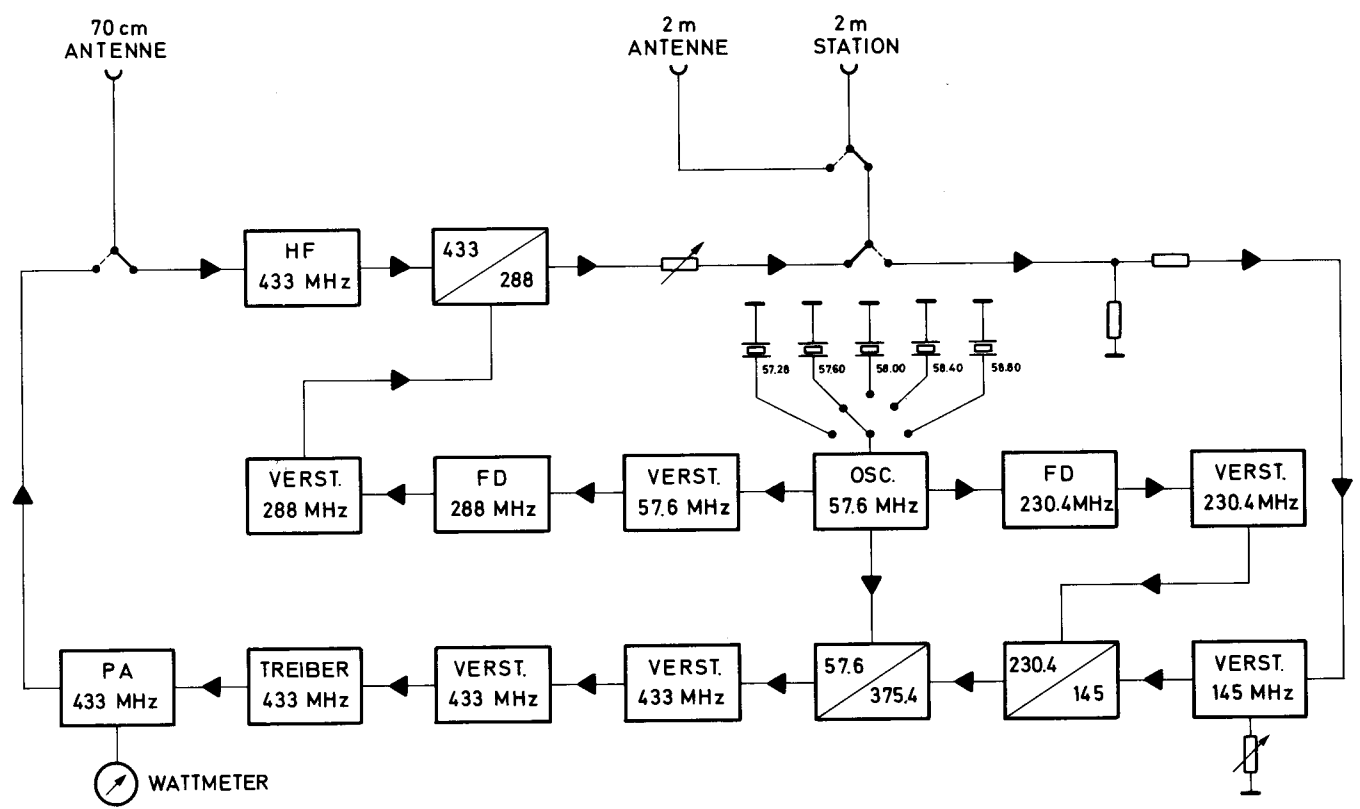 70 cm
ANTENNE
2 m
ANTENNE
2 m
STATION
HF
433 MHz
433
288
57.28
57.60
58.00
58.40
58.80
VERST.
288 MHz
FD
288 MHz
VERST.
57.6 MHz
OSC.
57.6 MHz
FD
230.4MHz
VERST.
230.4MHz
PA
433 MHz
TREIBER
433 MHz
VERST.
433 MHz
VERST.
433 MHz
57.6
375.4
230.4
145
VERST.
145 MHz
WATTMETER